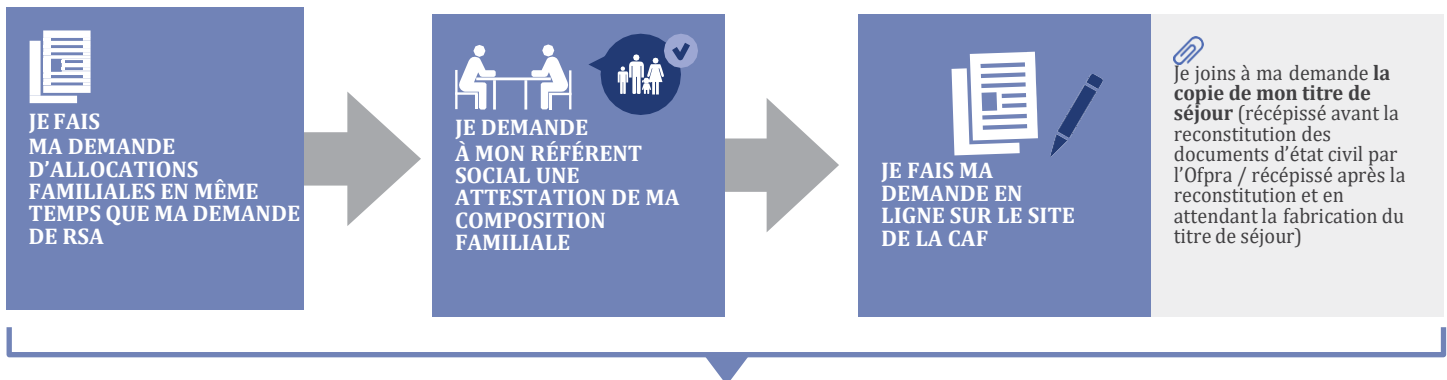 JE FAIS
MA DEMANDE
D’ALLOCATIONS
FAMILIALES EN MÊME
TEMPS QUE MA DEMANDE
DE RSA
JE DEMANDE
À MON RÉFÉRENT
SOCIAL UNE
ATTESTATION DE MA
COMPOSITION
FAMILIALE
JE FAIS MA
DEMANDE EN
LIGNE SUR LE SITE
DE LA CAF
Je joins à ma demande la
copie de mon titre de
séjour (récépissé avant la
reconstitution des
documents d’état civil par
l’Ofpra / récépissé après la
reconstitution et en
attendant la fabrication du
titre de séjour)